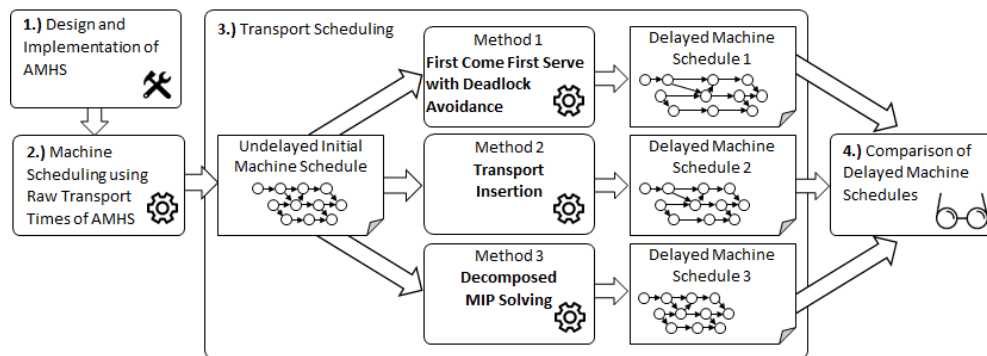 1.) Design and
Implementation of
AMHS
2.) Machine
Scheduling using
Raw Transport
Times of AMHS
3.) Transport Scheduling
Undelayed Initial
Machine Schedule
Method 1
First Come First Serve
with Deadlock
Avoidance
Delayed Machine
Schedule 1
Method 2
Transport
Insertion
Delayed Machine
Schedule 2
Method 3
Decomposed
MIP Solving
Delayed Machine
Schedule 3
4.) Comparison of
Delayed Machine
Schedules